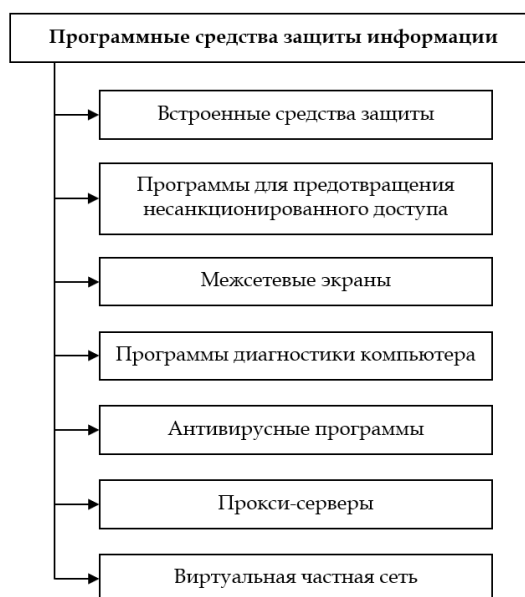 Программные средства защиты информации
Встроенные средства защиты
Программы для предотвращения
несанкционированного доступа
Межсетевые экраны
Программы диагностики компьютера
Антивирусные программы
Прокси-серверы
Виртуальная частная сеть